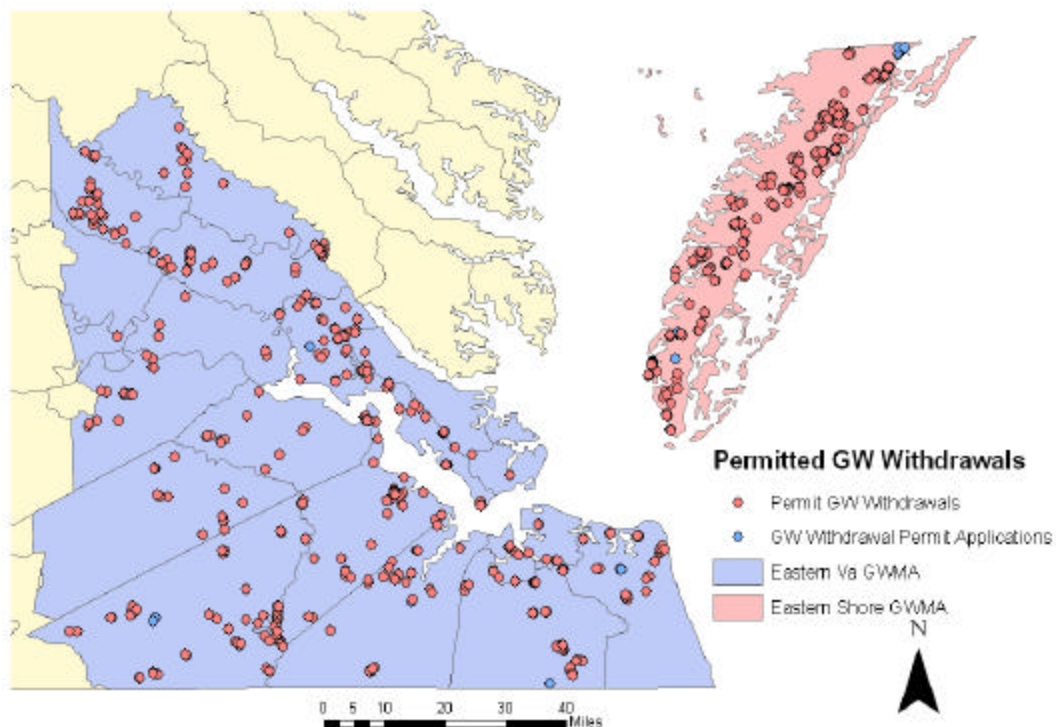 Permitted GW Withdrawals
Permit GW Withdrawals
GW Withdrawal Permit Applications
Eastern Va GWMA
Eastern Shore GWMA
N
0 5 10 20 30 40
Miles